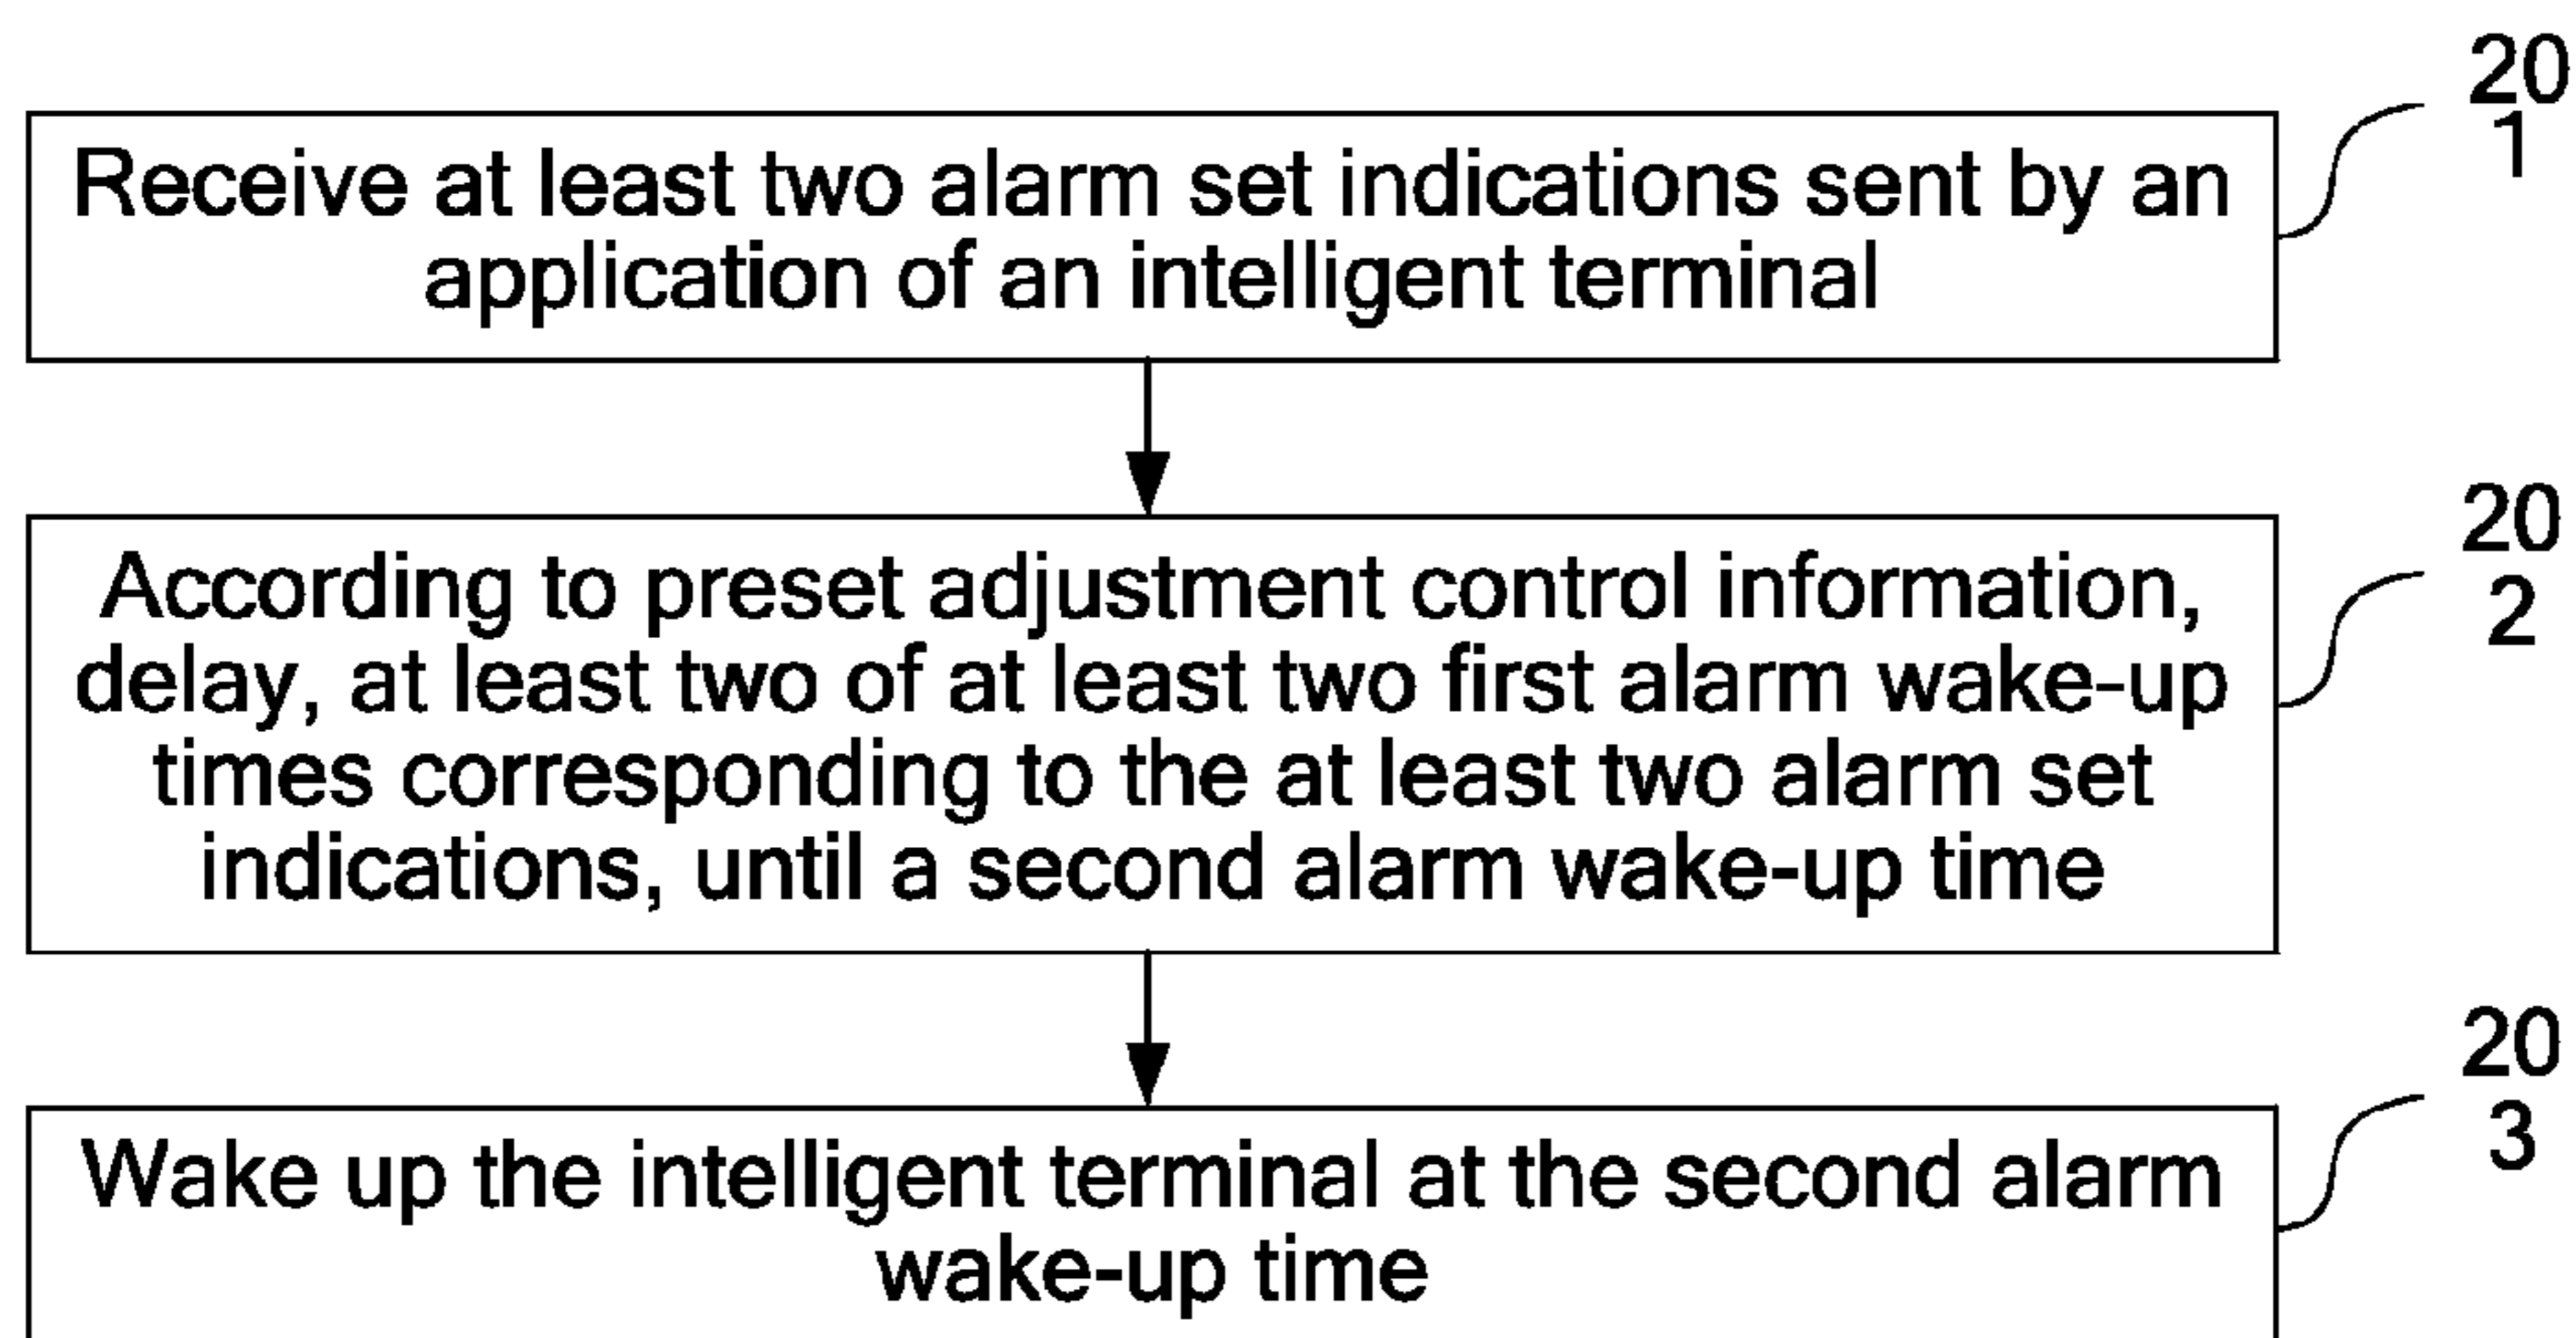 20
1
Receive at least two alarm set indications sent by an
application of an intelligent terminal
20
2
According to preset adjustment control information,
delay, at least two of at least two first alarm wake-up
times corresponding to the at least two alarm set
indications, until a second alarm wake-up time
20
3
Wake up the intelligent terminal at the second alarm
wake-up time